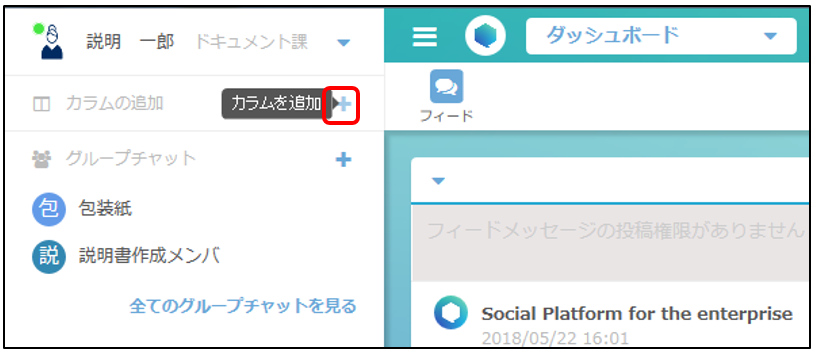 説明　一郎　ドキュメント課
カラムの追加
カラムを追加
グループチャット
包 包装紙
説 説明書作成メンバ
全てのグループチャットを見る
ダッシュボード
フィード
フィードメッセージの投稿権限がありません
Social Platform for the enterprise
2018/05/22 16:01